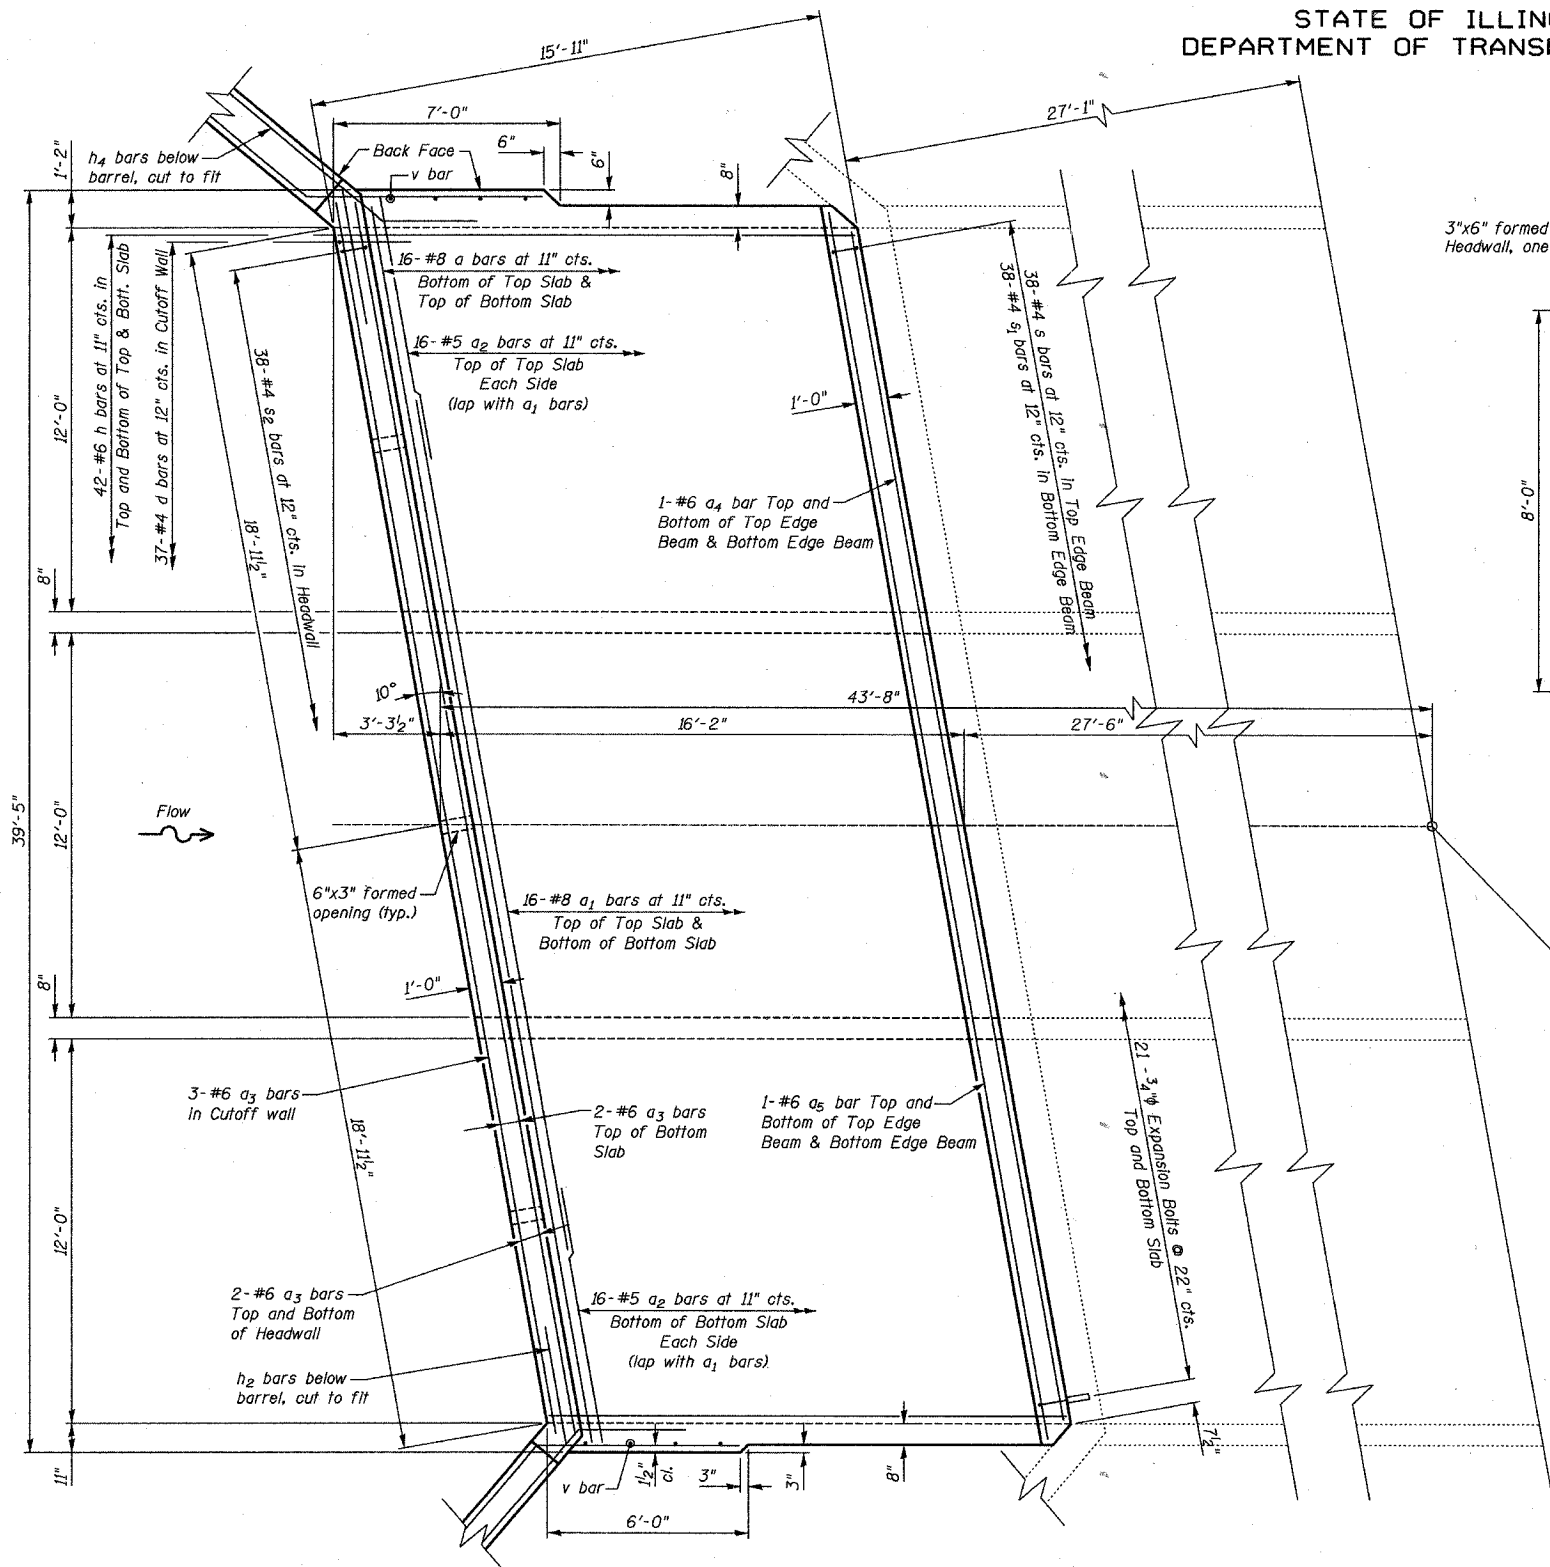 STATE OF ILLIN
DEPARTMENT OF TRANSP
15'-11"
27'-1"
7'-0"
6"
6"
8"
1'-2"
h4 bars below
barrel, cut to fit
Back Face
v bar
3"x6" formed
Headwall, one
42-#6 h bars at 11" cts. in
Top and Bottom of Top & Bott. Slab
37-#4 d bars at 12" cts. in Cutoff Wall
16-#8 a bars at 11" cts.
Bottom of Top Slab &
Top of Bottom Slab
38-#4 s bars at 12" cts. in Top Edge Beam
38-#4 s1 bars at 12" cts. in Bottom Edge Beam
16-#5 a2 bars at 11" cts.
Top of Top Slab
Each Side
(lap with a1 bars)
38-#4 s2 bars at 12" cts. in Headwall
18'-11½"
12'-0"
1'-0"
8'-0"
1-#6 a4 bar Top and
Bottom of Top Edge
Beam & Bottom Edge Beam
8"
10°
43'-8"
3'-3½"
16'-2"
27'-6"
39'-5"
12'-0"
Flow
6"x3" formed
opening (typ.)
16-#8 a1 bars at 11" cts.
Top of Top Slab &
Bottom of Bottom Slab
8"
1'-0"
21 - ¾"ϕ Expansion Bolts @ 22" cts.
Top and Bottom Slab
3-#6 a3 bars
in Cutoff wall
2-#6 a3 bars
Top of Bottom
Slab
1-#6 a5 bar Top and
Bottom of Top Edge
Beam & Bottom Edge Beam
18'-11½"
12'-0"
2-#6 a3 bars
Top and Bottom
of Headwall
16-#5 a2 bars at 11" cts.
Bottom of Bottom Slab
Each Side
(lap with a1 bars)
h2 bars below
barrel, cut to fit
7½"
11"
v bar
1½"
cl.
3"
3"
8"
6'-0"